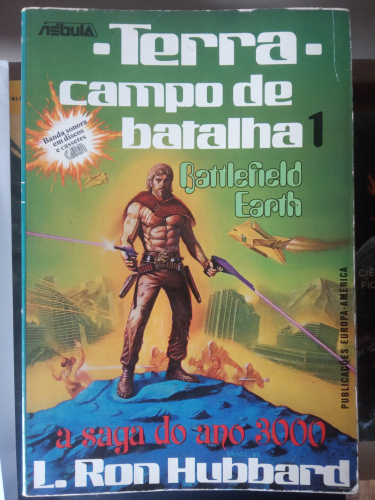 nébula
-Terra-
campo de
batalha 1
Banda sonora
em discos
e cassetes
Battlefield
Earth
PUBLICAÇÕES EUROPA-AMÉRICA
a saga do ano 3000
L. Ron Hubbard